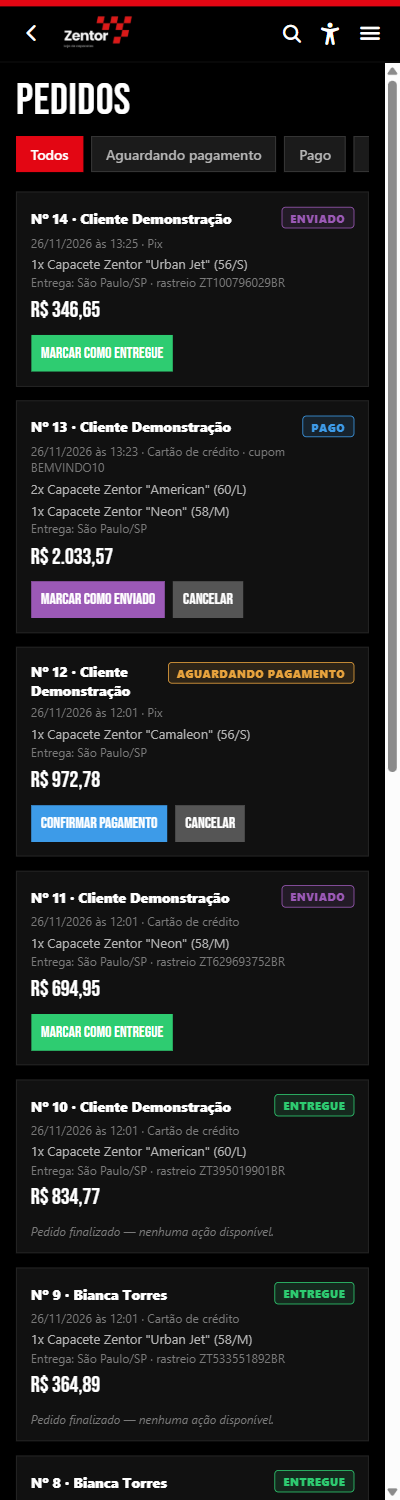 Zentor
PEDIDOS
Todos
Aguardando pagamento
Pago
Nº 14 · Cliente Demonstração
ENVIADO
26/11/2026 às 13:25 · Pix
1x Capacete Zentor "Urban Jet" (56/S)
Entrega: São Paulo/SP · rastreio ZT100796029BR
R$ 346,65
MARCAR COMO ENTREGUE
Nº 13 · Cliente Demonstração
PAGO
26/11/2026 às 13:23 · Cartão de crédito · cupom
BEMVINDO10
2x Capacete Zentor "American" (60/L)
1x Capacete Zentor "Neon" (58/M)
Entrega: São Paulo/SP
R$ 2.033,57
MARCAR COMO ENVIADO
CANCELAR
Nº 12 · Cliente
Demonstração
AGUARDANDO PAGAMENTO
26/11/2026 às 12:01 · Pix
1x Capacete Zentor "Camaleon" (56/S)
Entrega: São Paulo/SP
R$ 972,78
CONFIRMAR PAGAMENTO
CANCELAR
Nº 11 · Cliente Demonstração
ENVIADO
26/11/2026 às 12:01 · Cartão de crédito
1x Capacete Zentor "Neon" (58/M)
Entrega: São Paulo/SP · rastreio ZT629693752BR
R$ 694,95
MARCAR COMO ENTREGUE
Nº 10 · Cliente Demonstração
ENTREGUE
26/11/2026 às 12:01 · Cartão de crédito
1x Capacete Zentor "American" (60/L)
Entrega: São Paulo/SP · rastreio ZT395019901BR
R$ 834,77
Pedido finalizado — nenhuma ação disponível.
Nº 9 · Bianca Torres
ENTREGUE
26/11/2026 às 12:01 · Cartão de crédito
1x Capacete Zentor "Urban Jet" (58/M)
Entrega: São Paulo/SP · rastreio ZT533551892BR
R$ 364,89
Pedido finalizado — nenhuma ação disponível.
Nº 8 · Bianca Torres
ENTREGUE